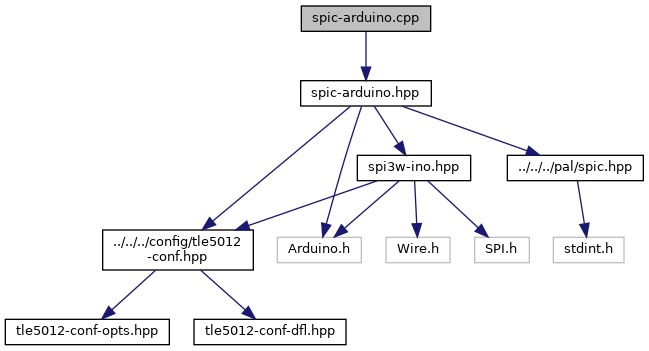 spic-arduino.cpp
spic-arduino.hpp
spi3w-ino.hpp
../../../pal/spic.hpp
../../../config/tle5012
-conf.hpp
Arduino.h
Wire.h
SPI.h
stdint.h
tle5012-conf-opts.hpp
tle5012-conf-dfl.hpp